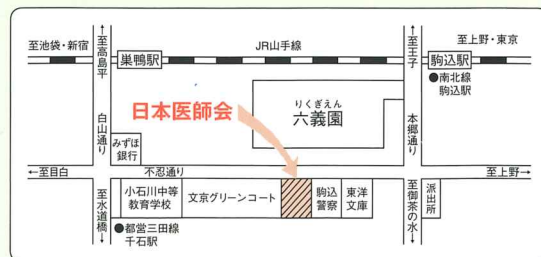 至池袋・新宿
至高島平
巣鴨駅
JR山手線
至王子
至上野・東京
駒込駅
●南北線
駒込駅
日本医師会
りくぎえん
六義園
白山通り
本郷通り
みずほ
銀行
←至目白
不忍通り
至上野→
至水道橋
小石川中等
教育学校
文京グリーンコート
駒込
警察
東洋
文庫
至御茶の水
派出所
●都営三田線
千石駅